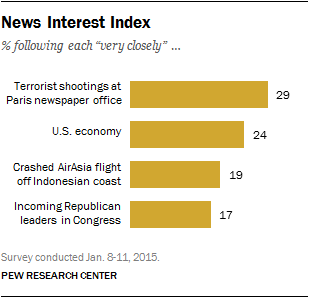 News Interest Index
% following each “very closely” ...
Terrorist shootings at
Paris newspaper office
29
U.S. economy
24
Crashed AirAsia flight
off Indonesian coast
19
Incoming Republican
leaders in Congress
17
Survey conducted Jan. 8-11, 2015.
PEW RESEARCH CENTER